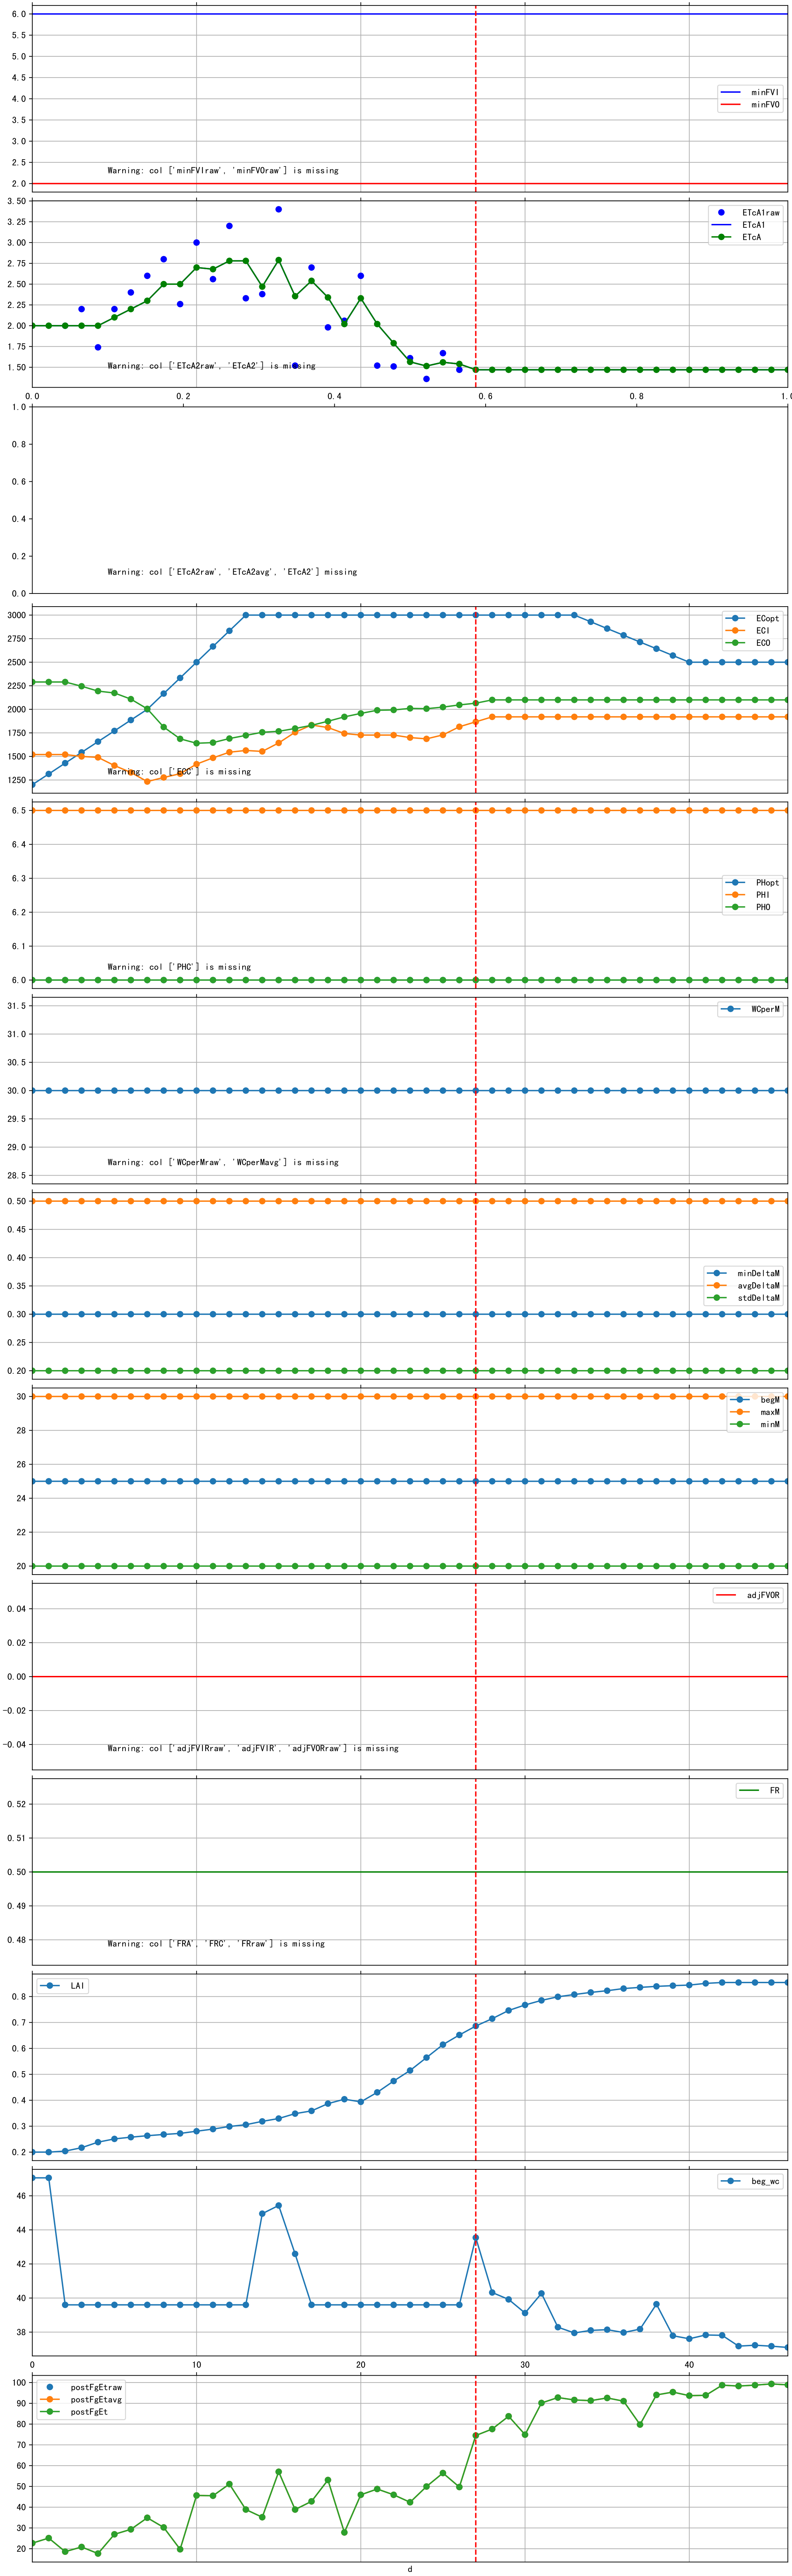 6.0
5.5
5.0
4.5
4.0
3.5
3.0
2.5
2.0
minFVI
minFVO
Warning: col ['minFVIraw', 'minFVOraw'] is missing
3.50
3.25
3.00
2.75
2.50
2.25
2.00
1.75
1.50
ETcA1raw
ETcA1
ETcA
Warning: col ['ETcA2raw', 'ETcA2'] is missing
0.0 0.2 0.4 0.6 0.8 1.0
1.0
0.8
0.6
0.4
0.2
0.0
Warning: col ['ETcA2raw', 'ETcA2avg', 'ETcA2'] missing
3000
2750
2500
2250
2000
1750
1500
1250
ECopt
ECI
ECO
Warning: col ['ECC'] is missing
6.5
6.4
6.3
6.2
6.1
6.0
PHopt
PHI
PHO
Warning: col ['PHC'] is missing
31.5
31.0
30.5
30.0
29.5
29.0
28.5
WCperM
Warning: col ['WCperMraw', 'WCperMavg'] is missing
0.50
0.45
0.40
0.35
0.30
0.25
0.20
minDeltaM
avgDeltaM
stdDeltaM
30
28
26
24
22
20
begM
maxM
minM
0.04
0.02
0.00
-0.02
-0.04
adjFVOR
Warning: col ['adjFVIRraw', 'adjFVIR', 'adjFVORraw'] is missing
0.52
0.51
0.50
0.49
0.48
FR
Warning: col ['FRA', 'FRC', 'FRraw'] is missing
0.8
0.7
0.6
0.5
0.4
0.3
0.2
LAI
46
44
42
40
38
beg_wc
0 10 20 30 40
100
90
80
70
60
50
40
30
20
postFgEtraw
postFgEtavg
postFgEt
d